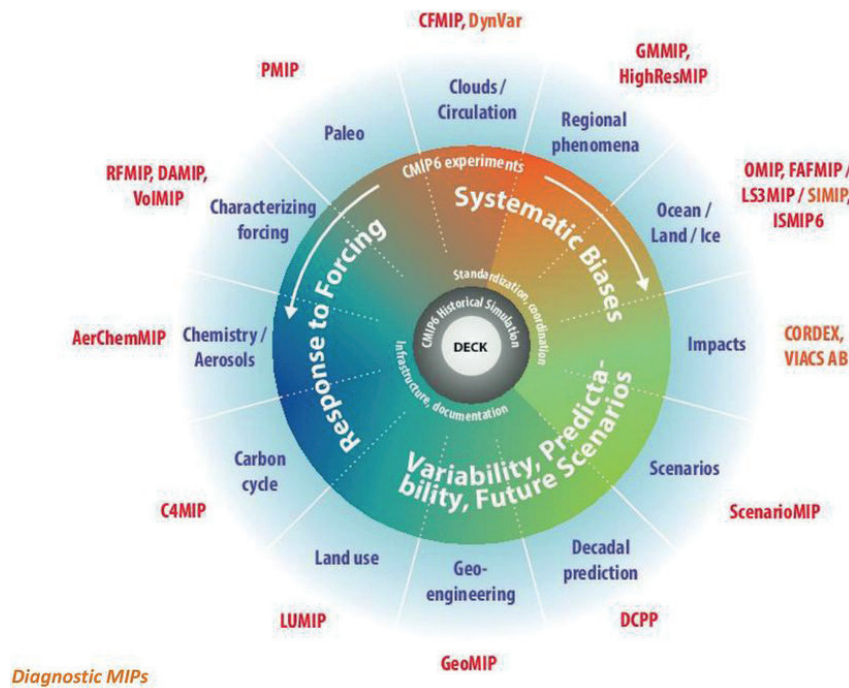 CFMIP, DynVar
GMMIP,
HighResMIP
PMIP
Clouds /
Circulation
Regional
phenomena
Paleo
RFMIP, DAMIP,
VolMIP
OMIP, FAFMIP /
LS3MIP / SIMIP,
ISMIP6
CMIP6 experiments
Characterizing
forcing
Ocean /
Land / Ice
Systematic Biases
Response to Forcing
Standardization, coordination
CMIP6 Historical Simulation
DECK
Infrastructure, documentation
AerChemMIP
Chemistry /
Aerosols
Impacts
CORDEX,
VIACS AB
Variability, Predicta-
bility, Future Scenarios
Carbon
cycle
Scenarios
C4MIP
ScenarioMIP
Land use
Geo-
engineering
Decadal
prediction
LUMIP
DCPP
GeoMIP
Diagnostic MIPs